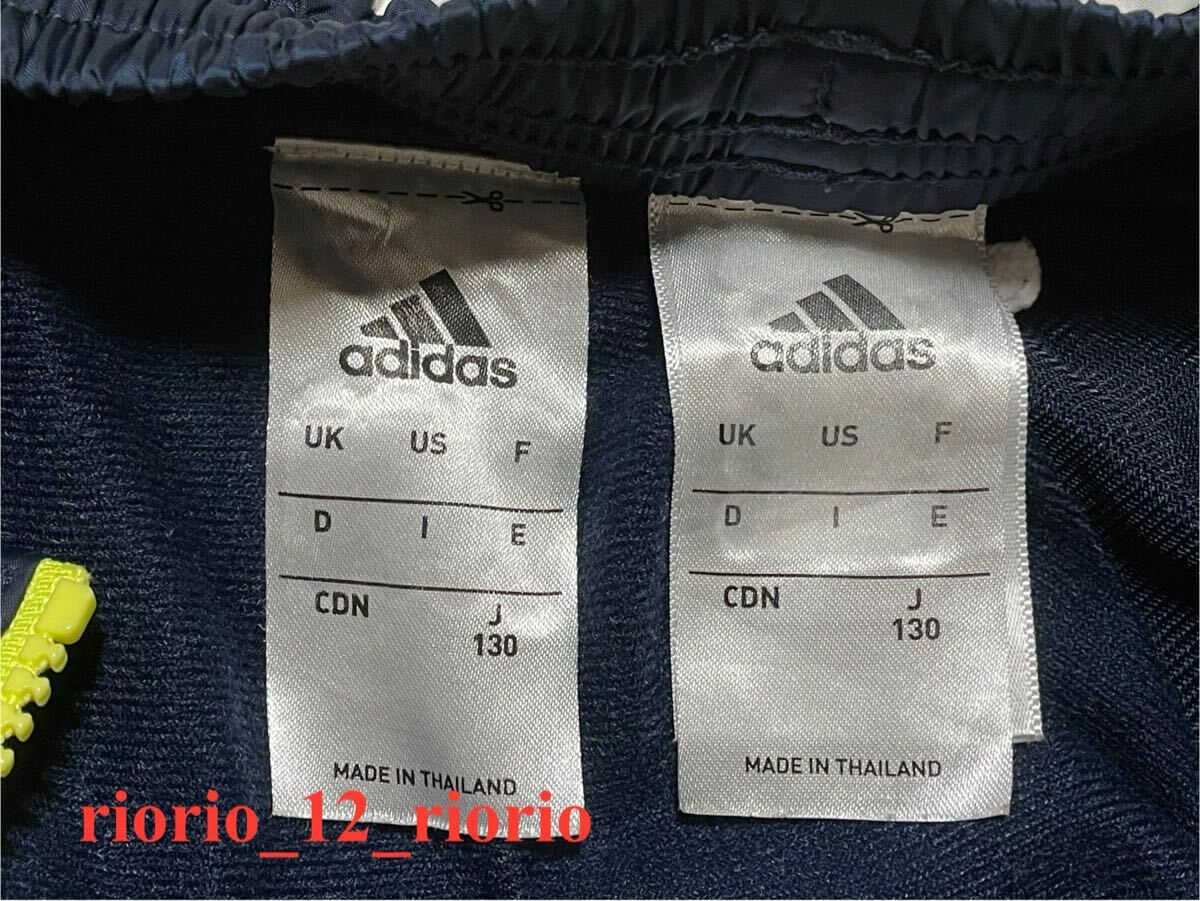 adidas
UK US F
D I E
CDN J
130
MADE IN THAILAND
adidas
UK US F
D I E
CDN J
130
MADE IN THAILAND
riorio_12_riorio